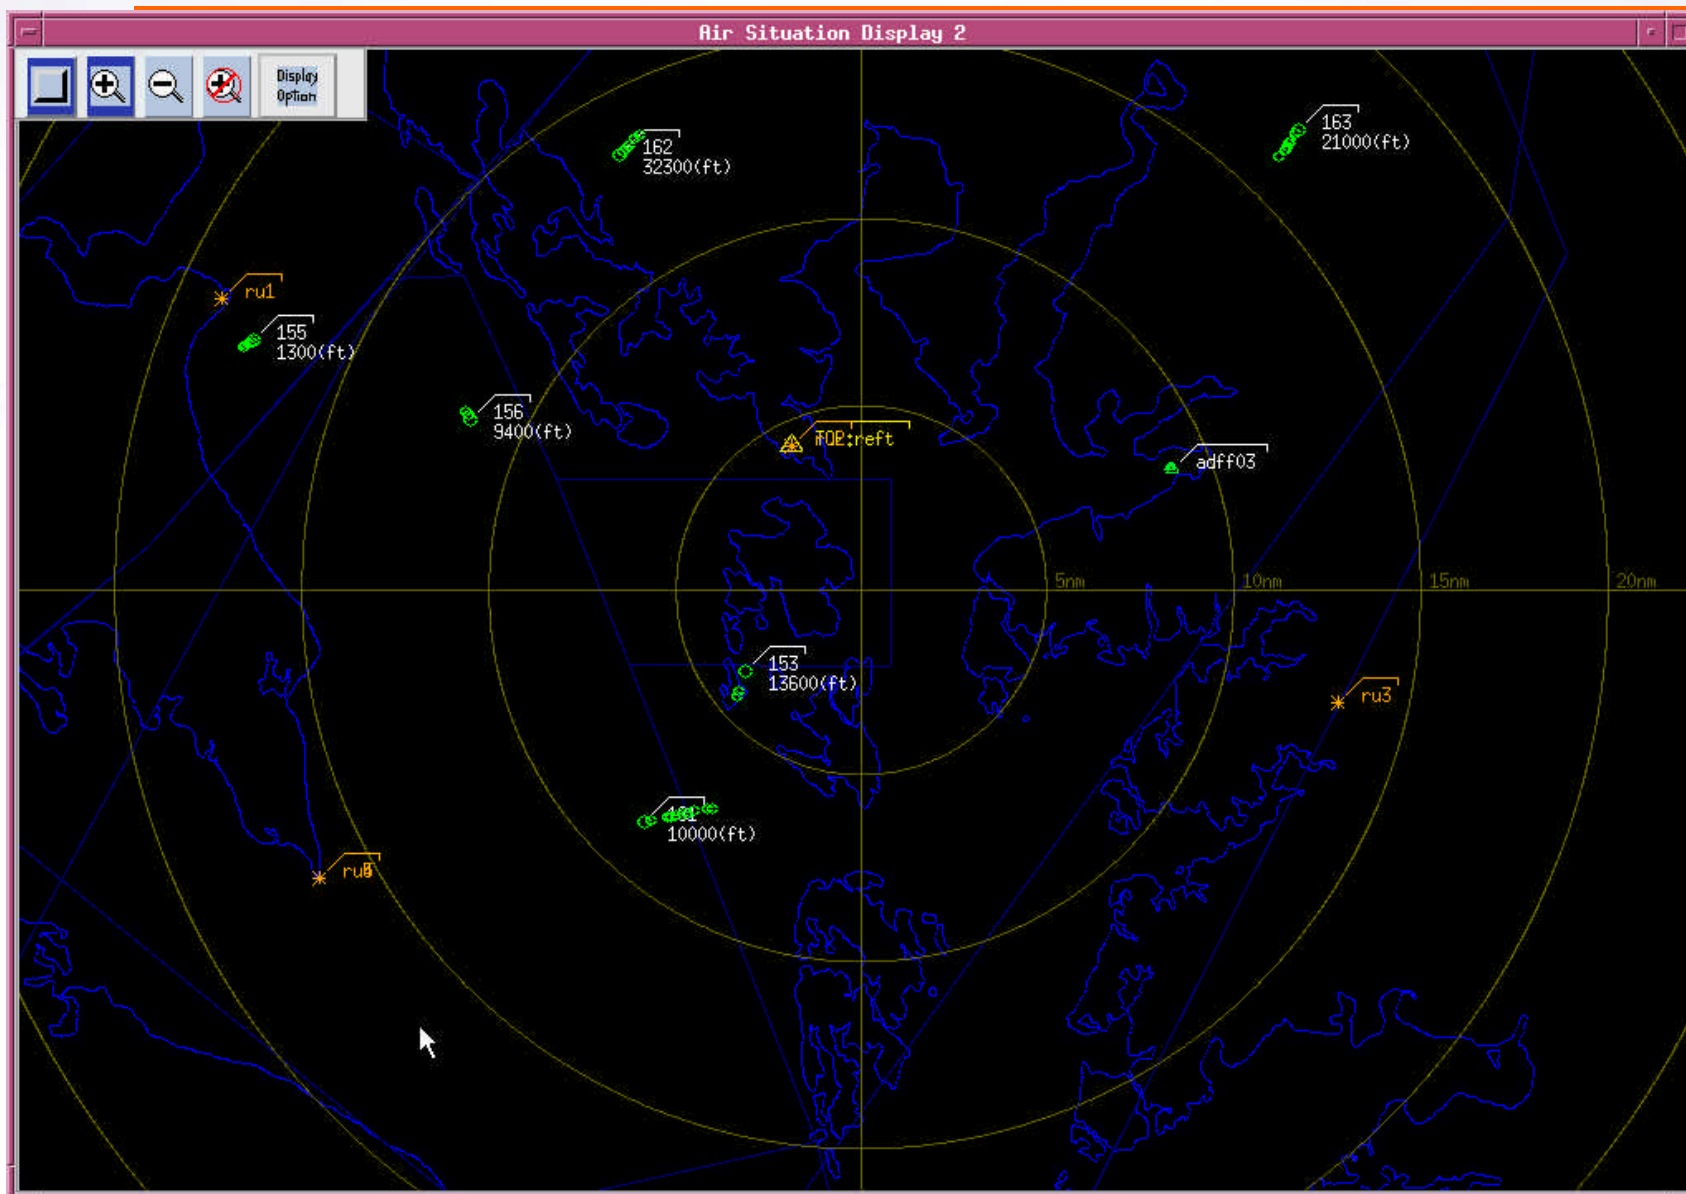 Air Situation Display 2
Display
Option
163
21000(ft)
162
32300(ft)
ru1
155
1300(ft)
156
9400(ft)
adff03
5nm
10nm
15nm
20nm
153
13600(ft)
ru3
10000(ft)